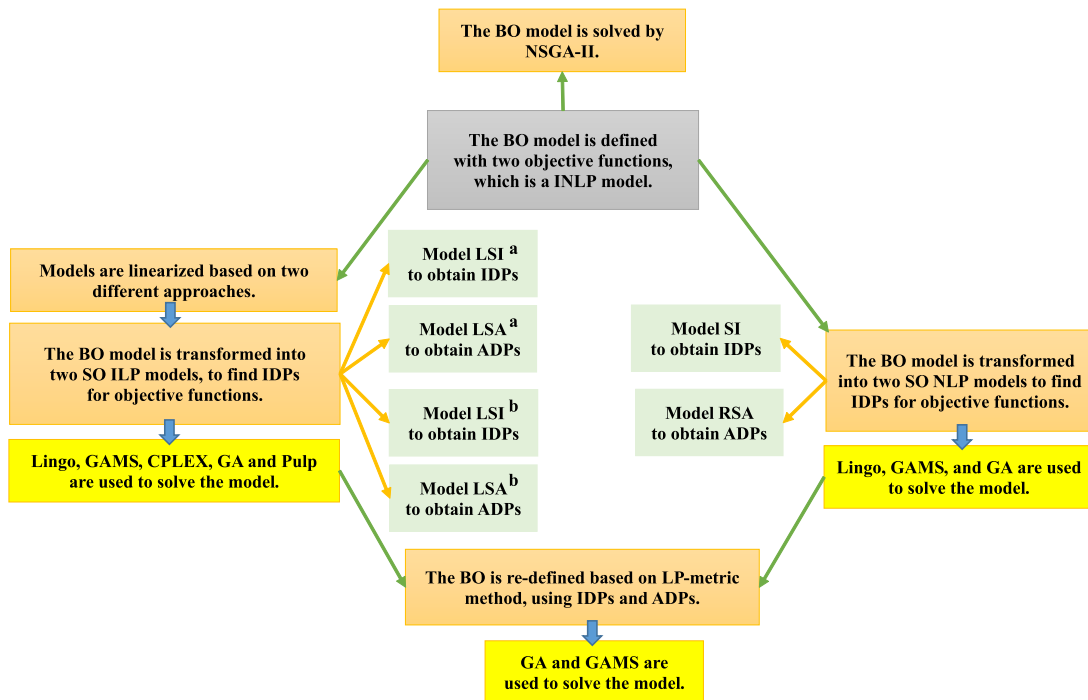 The BO model is solved by
NSGA-II.
The BO model is defined
with two objective functions,
which is a INLP model.
Models are linearized based on two
different approaches.
The BO model is transformed into
two SO ILP models, to find IDPs
for objective functions.
Lingo, GAMS, CPLEX, GA and Pulp
are used to solve the model.
Model LSI a
to obtain IDPs
Model LSA a
to obtain ADPs
Model LSI b
to obtain IDPs
Model LSA b
to obtain ADPs
Model SI
to obtain IDPs
Model RSA
to obtain ADPs
The BO model is transformed
into two SO NLP models to find
IDPs for objective functions.
Lingo, GAMS, and GA are used
to solve the model.
The BO is re-defined based on LP-metric
method, using IDPs and ADPs.
GA and GAMS are
used to solve the model.